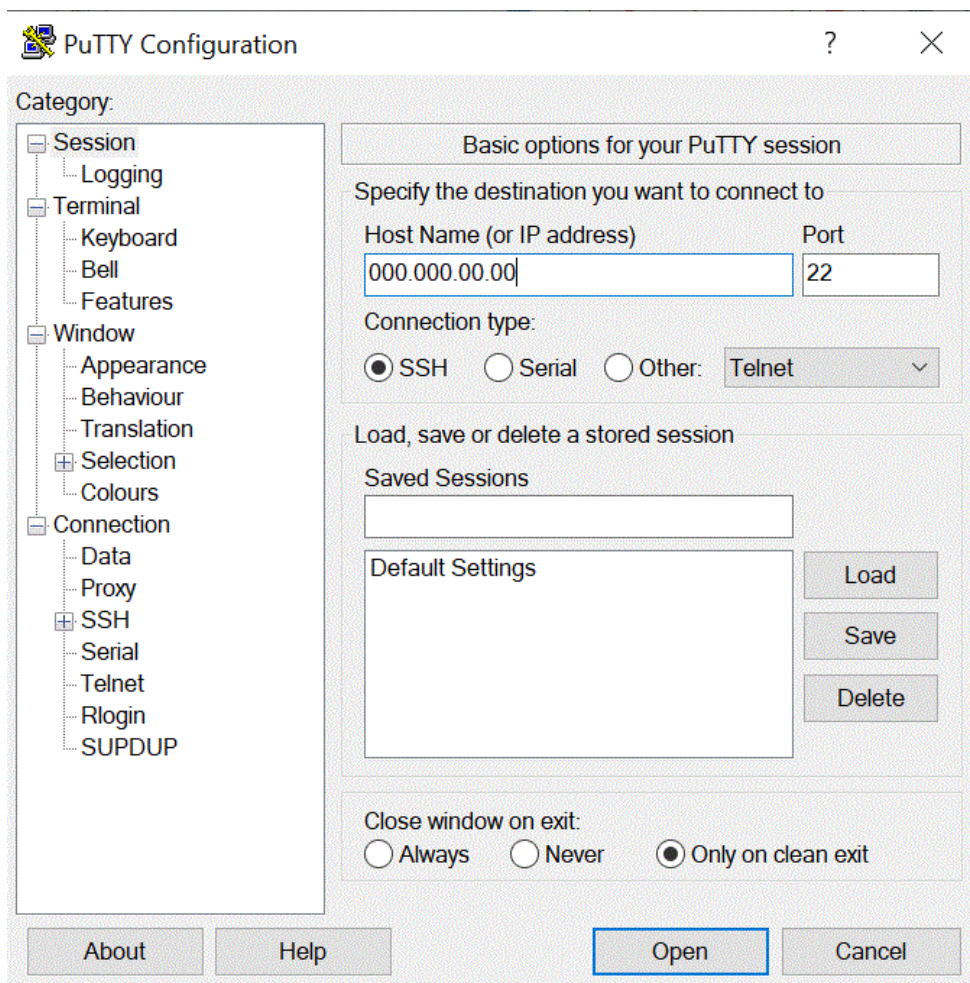 PuTTY Configuration
?
Category:
Session
Logging
Terminal
Keyboard
Bell
Features
Window
Appearance
Behaviour
Translation
Selection
Colours
Connection
Data
Proxy
SSH
Serial
Telnet
Rlogin
SUPDUP
Basic options for your PuTTY session
Specify the destination you want to connect to
Host Name (or IP address) Port
000.000.00.00 22
Connection type:
SSH Serial Other: Telnet
Load, save or delete a stored session
Saved Sessions
Default Settings
Load
Save
Delete
Close window on exit:
Always Never Only on clean exit
About Help Open Cancel